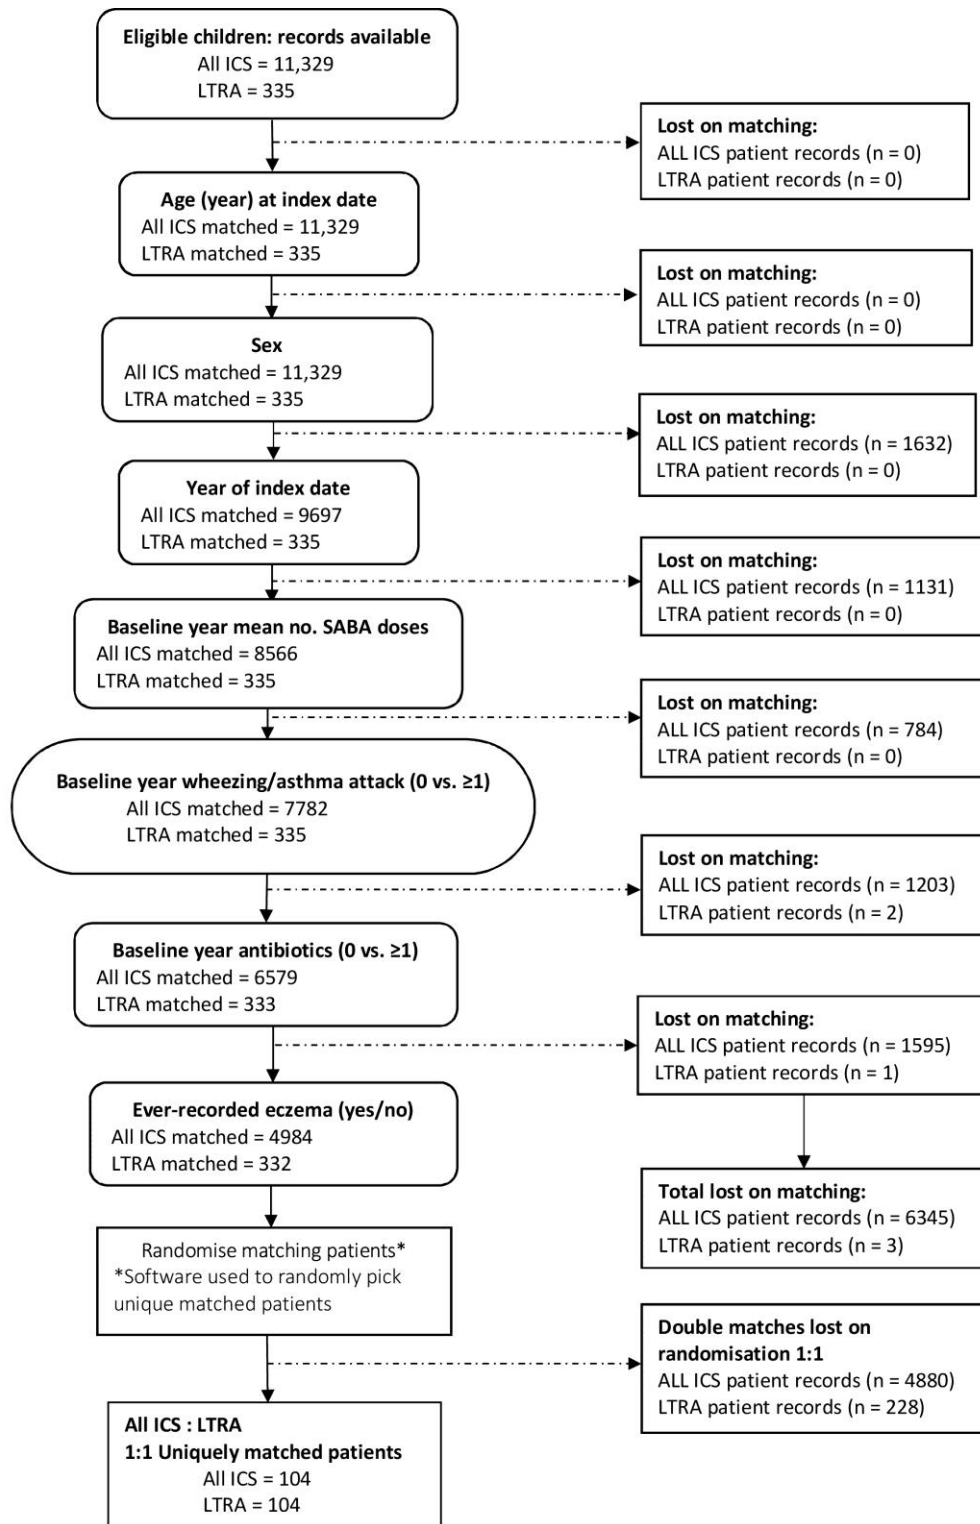 Eligible children: records available
All ICS = 11,329
LTRA = 335
Lost on matching:
ALL ICS patient records (n = 0)
LTRA patient records (n = 0)
Age (year) at index date
All ICS matched = 11,329
LTRA matched = 335
Lost on matching:
ALL ICS patient records (n = 0)
LTRA patient records (n = 0)
Sex
All ICS matched = 11,329
LTRA matched = 335
Lost on matching:
ALL ICS patient records (n = 1632)
LTRA patient records (n = 0)
Year of index date
All ICS matched = 9697
LTRA matched = 335
Lost on matching:
ALL ICS patient records (n = 1131)
LTRA patient records (n = 0)
Baseline year mean no. SABA doses
All ICS matched = 8566
LTRA matched = 335
Lost on matching:
ALL ICS patient records (n = 784)
LTRA patient records (n = 0)
Baseline year wheezing/asthma attack (0 vs. ≥1)
All ICS matched = 7782
LTRA matched = 335
Lost on matching:
ALL ICS patient records (n = 1203)
LTRA patient records (n = 2)
Baseline year antibiotics (0 vs. ≥1)
All ICS matched = 6579
LTRA matched = 333
Lost on matching:
ALL ICS patient records (n = 1595)
LTRA patient records (n = 1)
Ever-recorded eczema (yes/no)
All ICS matched = 4984
LTRA matched = 332
Total lost on matching:
ALL ICS patient records (n = 6345)
LTRA patient records (n = 3)
Randomise matching patients*
*Software used to randomly pick
unique matched patients
Double matches lost on
randomisation 1:1
ALL ICS patient records (n = 4880)
LTRA patient records (n = 228)
All ICS : LTRA
1:1 Uniquely matched patients
All ICS = 104
LTRA = 104